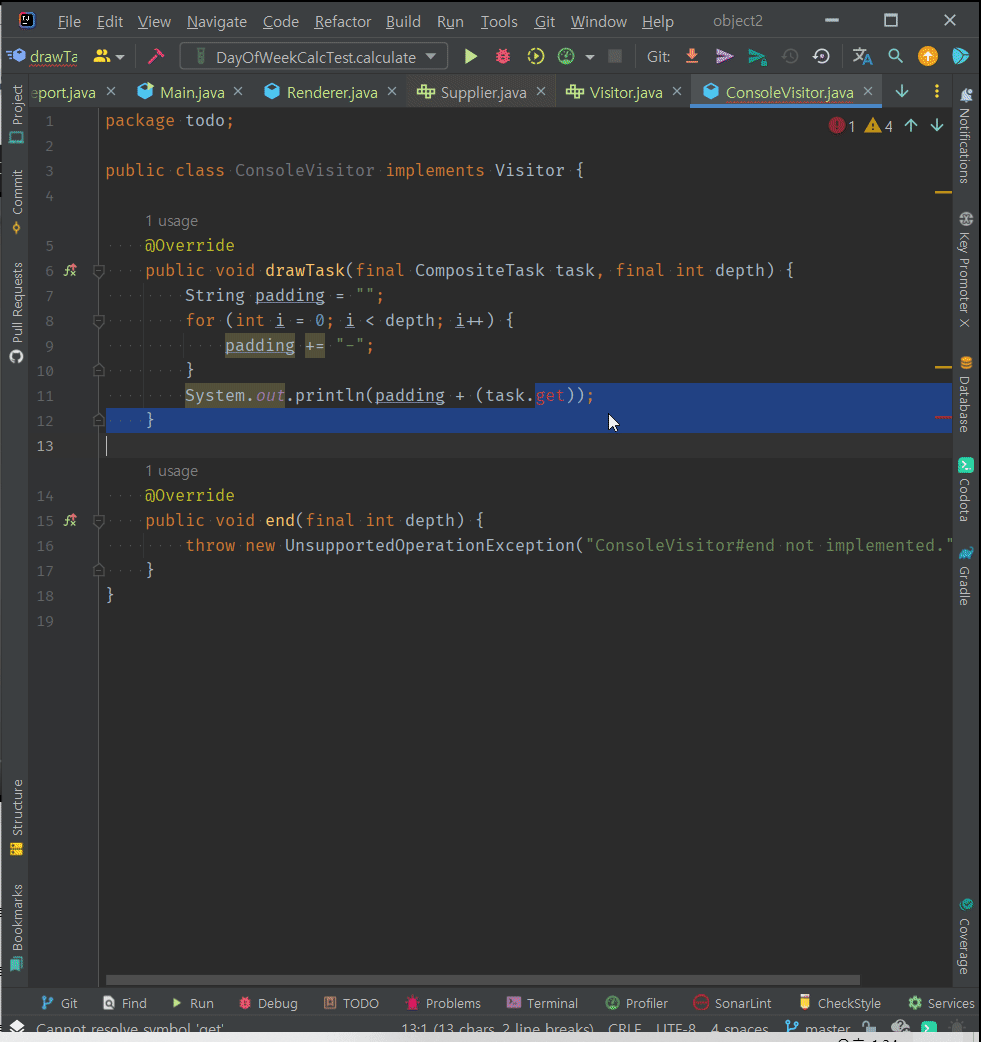 File Edit View Navigate Code Refactor Build Run Tools Git Window Help object2
drawTa DayOfWeekCalcTest.calculate Git:
eport.java Main.java Renderer.java Supplier.java Visitor.java ConsoleVisitor.java
Project
Commit
Pull Requests
Structure
Bookmarks
1 package todo; 1 4
2
3 public class ConsoleVisitor implements Visitor {
4
1 usage
5 @Override
6 public void drawTask(final CompositeTask task, final int depth) {
7 String padding = "";
8 for (int i = 0; i < depth; i++) {
9 padding += "-";
10 }
11 System.out.println(padding + (task.get));
12 }
13
1 usage
14 @Override
15 public void end(final int depth) {
16 throw new UnsupportedOperationException("ConsoleVisitor#end not implemented."
17 }
18 }
19
Notifications
Key Promoter X
Database
Codota
Gradle
Coverage
Git Find Run Debug TODO Problems Terminal Profiler SonarLint CheckStyle Services
Cannot resolve symbol 'get' 13:1 (13 chars, 2 line breaks) CRLF UTF-8 4 spaces master